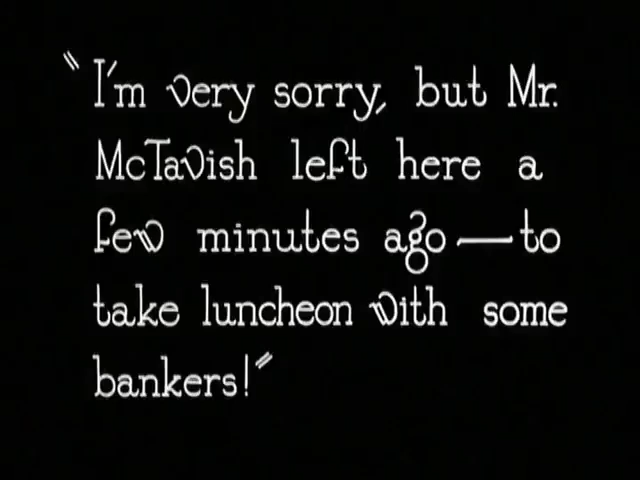 "I'm very sorry, but Mr.
McTavish left here a
few minutes ago — to
take luncheon with some
bankers!"